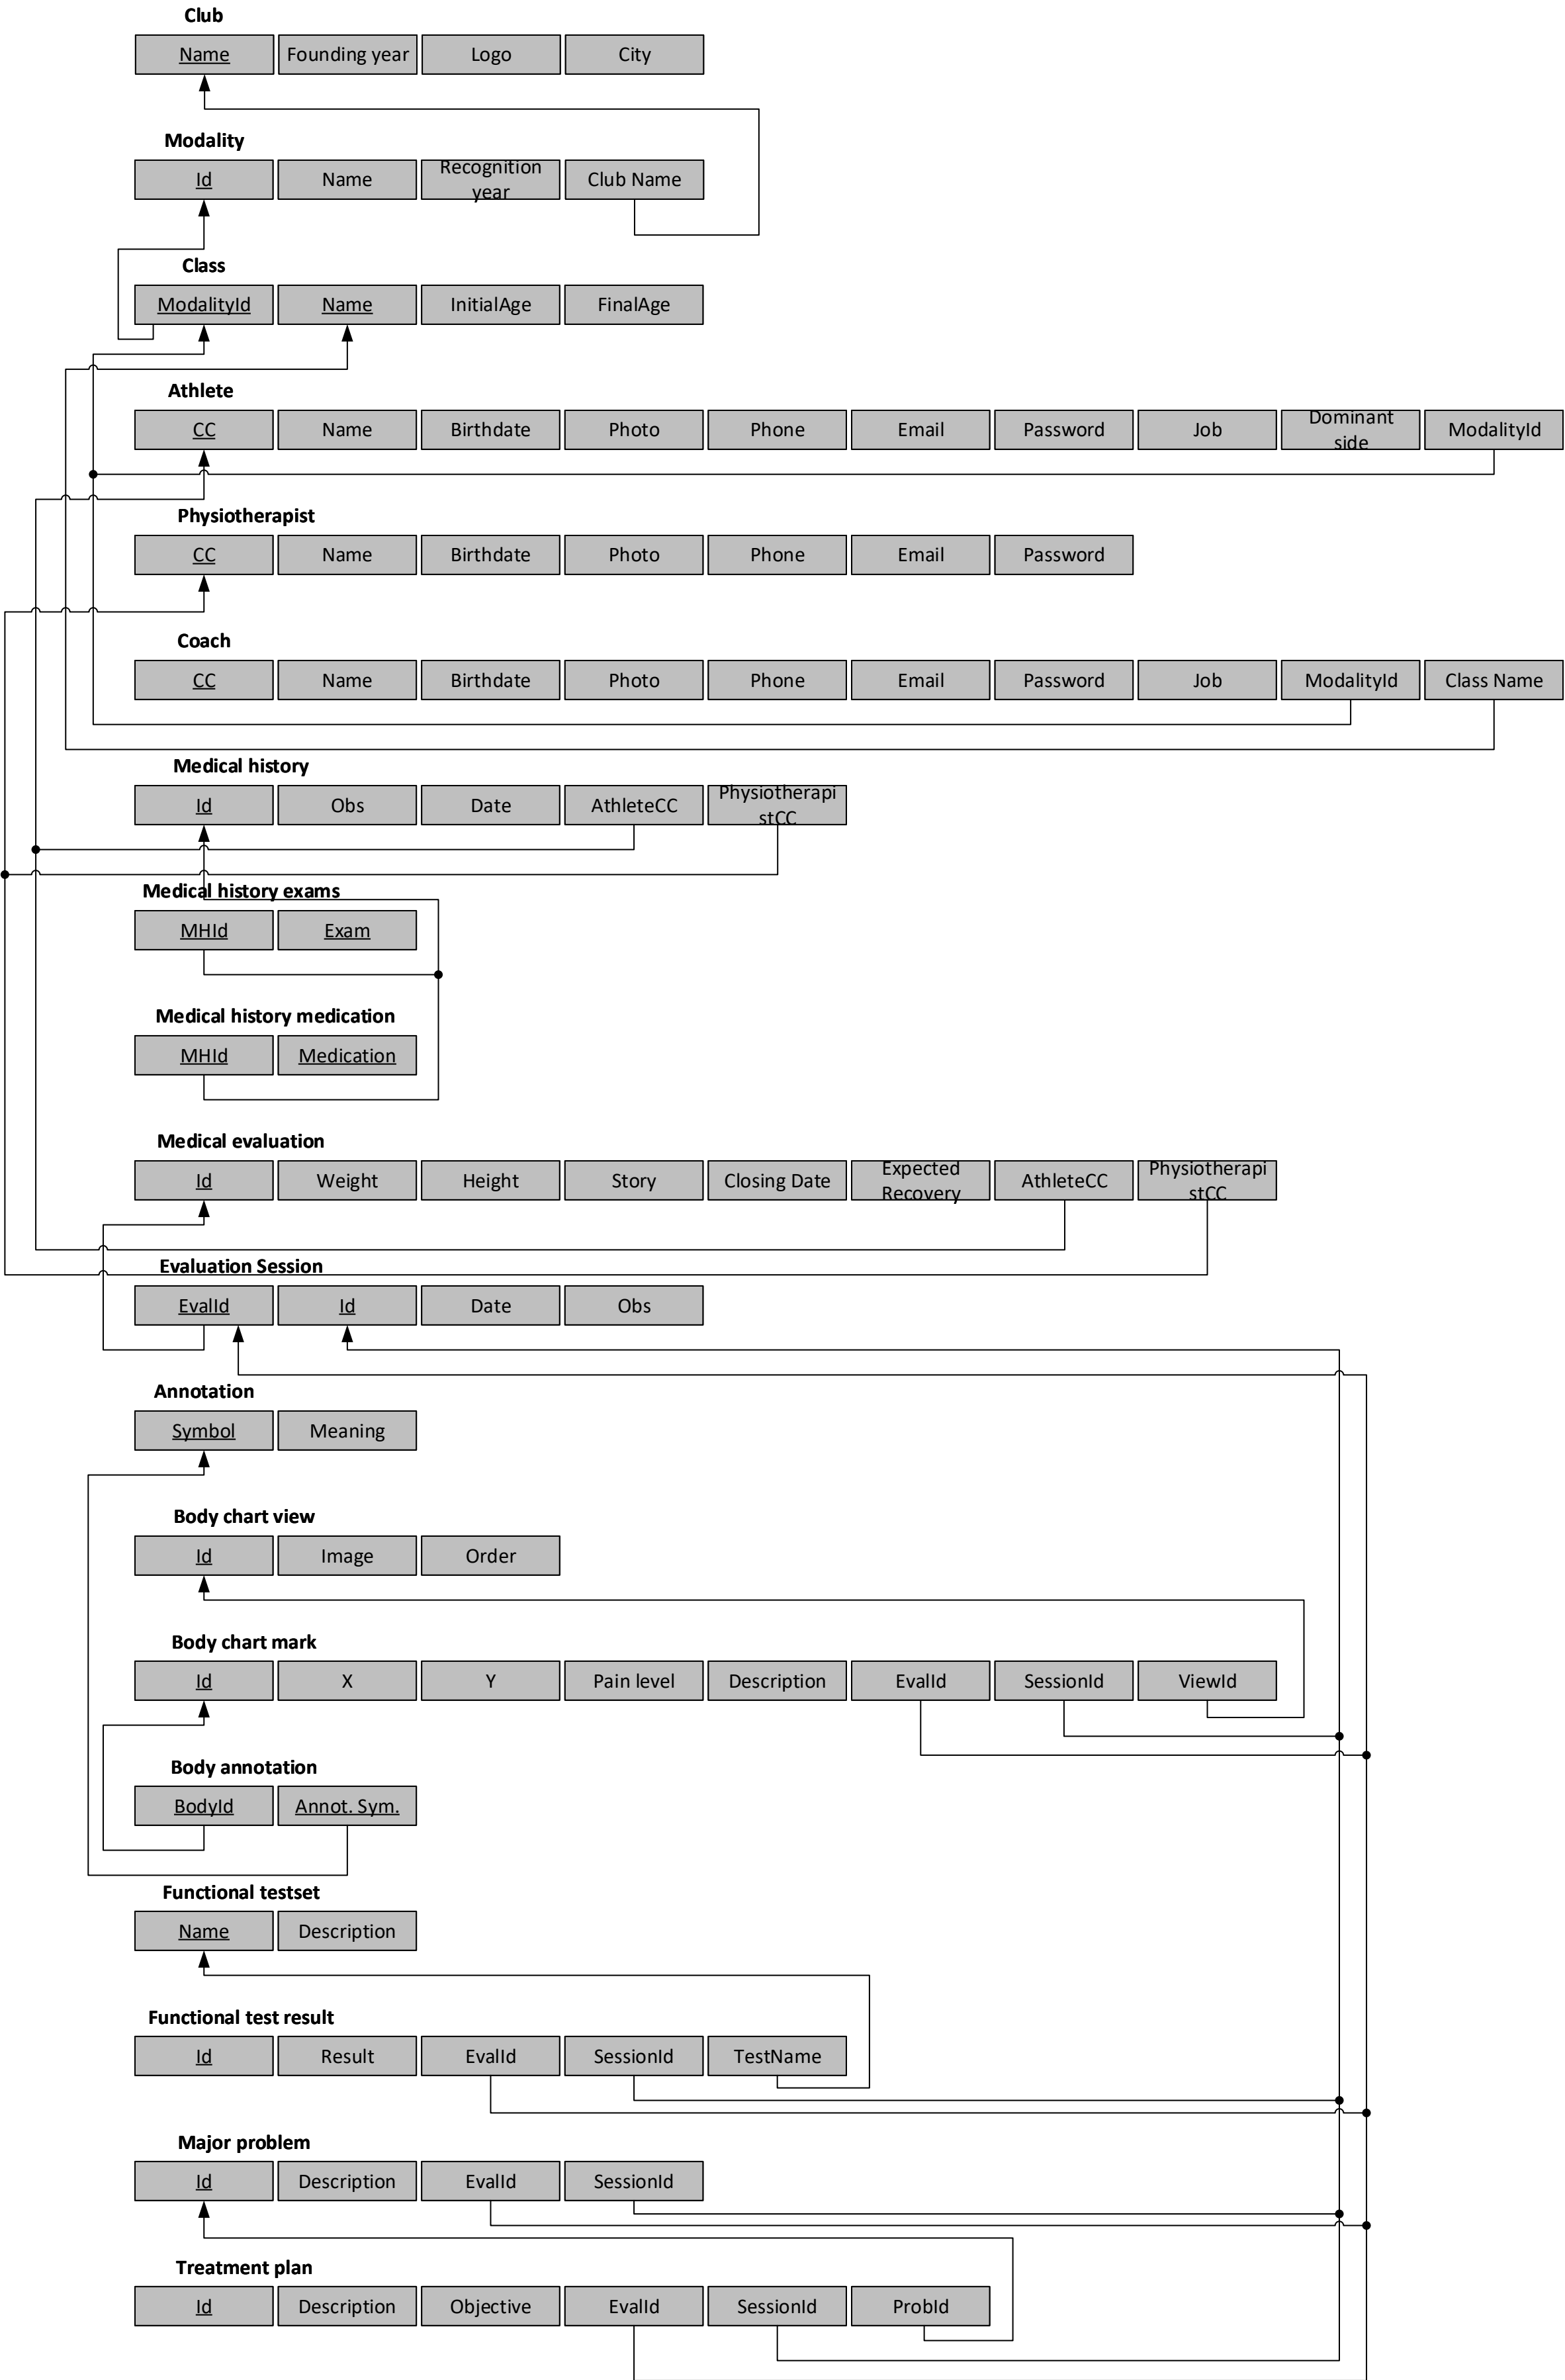 Club
Name Founding year Logo City
Modality
Id Name Recognition year Club Name
Class
ModalityId Name InitialAge FinalAge
Athlete
CC Name Birthdate Photo Phone Email Password Job Dominant side ModalityId
Physiotherapist
CC Name Birthdate Photo Phone Email Password
Coach
CC Name Birthdate Photo Phone Email Password Job ModalityId Class Name
Medical history
Id Obs Date AthleteCC Physiotherapi stCC
Medical history exams
MHId Exam
Medical history medication
MHId Medication
Medical evaluation
Id Weight Height Story Closing Date Expected Recovery AthleteCC Physiotherapi stCC
Evaluation Session
EvalId Id Date Obs
Annotation
Symbol Meaning
Body chart view
Id Image Order
Body chart mark
Id X Y Pain level Description EvalId SessionId ViewId
Body annotation
BodyId Annot. Sym.
Functional testset
Name Description
Functional test result
Id Result EvalId SessionId TestName
Major problem
Id Description EvalId SessionId
Treatment plan
Id Description Objective EvalId SessionId ProbId